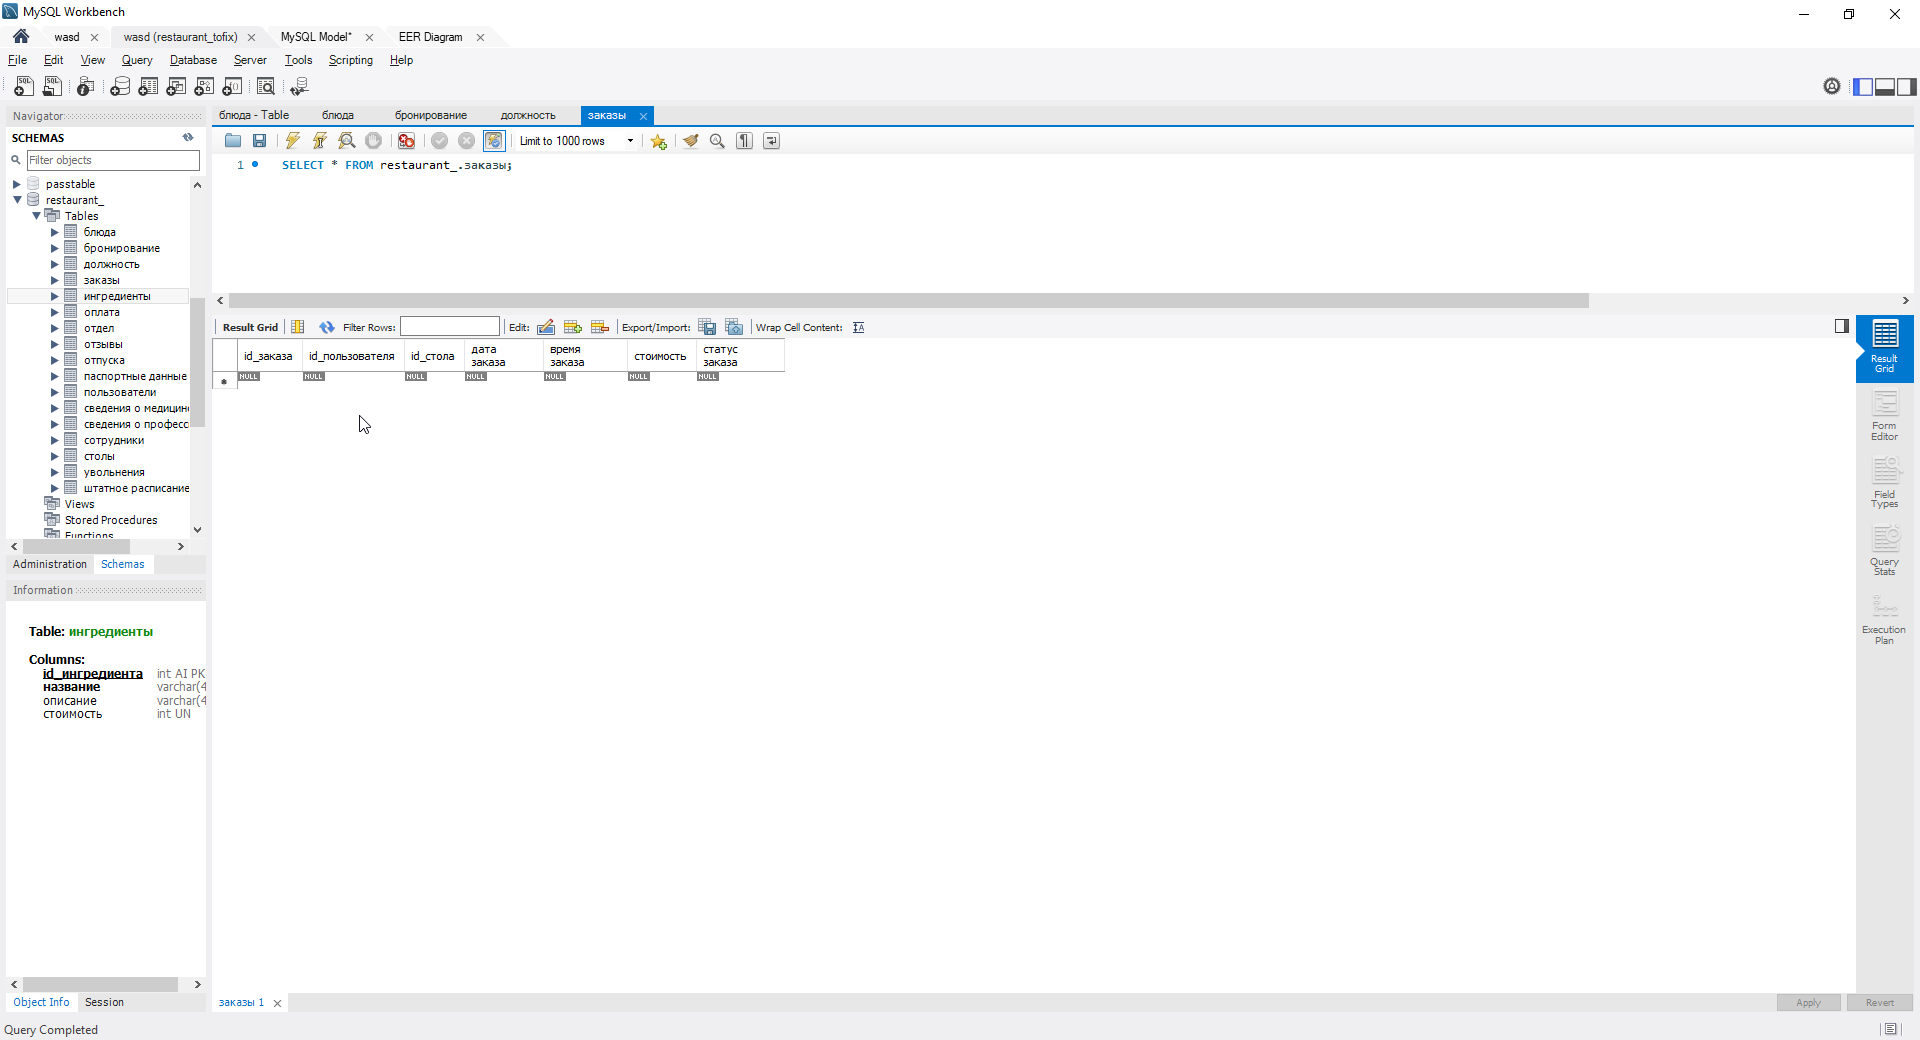 MySQL Workbench
wasd
wasd (restaurant_tofix)
MySQL Model*
EER Diagram
File Edit View Query Database Server Tools Scripting Help
Navigator
SCHEMAS
Filter objects
passtable
restaurant_
Tables
блюда
бронирование
должность
заказы
ингредиенты
оплата
отдел
отзывы
отпуска
паспортные данные
пользователи
сведения о медицин
сведения о професс
сотрудники
столы
увольнения
штатное расписание
Views
Stored Procedures
Functions
Administration Schemas
Information
Table: ингредиенты
Columns:
id_ингредиента int AI PK
название varchar(4
описание varchar(4
стоимость int UN
Object Info Session
Query Completed
блюда - Table блюда бронирование должность заказы
Limit to 1000 rows
1 SELECT * FROM restaurant_.заказы;
Result Grid Filter Rows: Edit: Export/Import: Wrap Cell Content:
id_заказа id_пользователя id_стола дата заказа время заказа стоимость статус заказа
NULL NULL NULL NULL NULL NULL NULL
Result Grid
Form Editor
Field Types
Query Stats
Execution Plan
заказы 1
Apply Revert